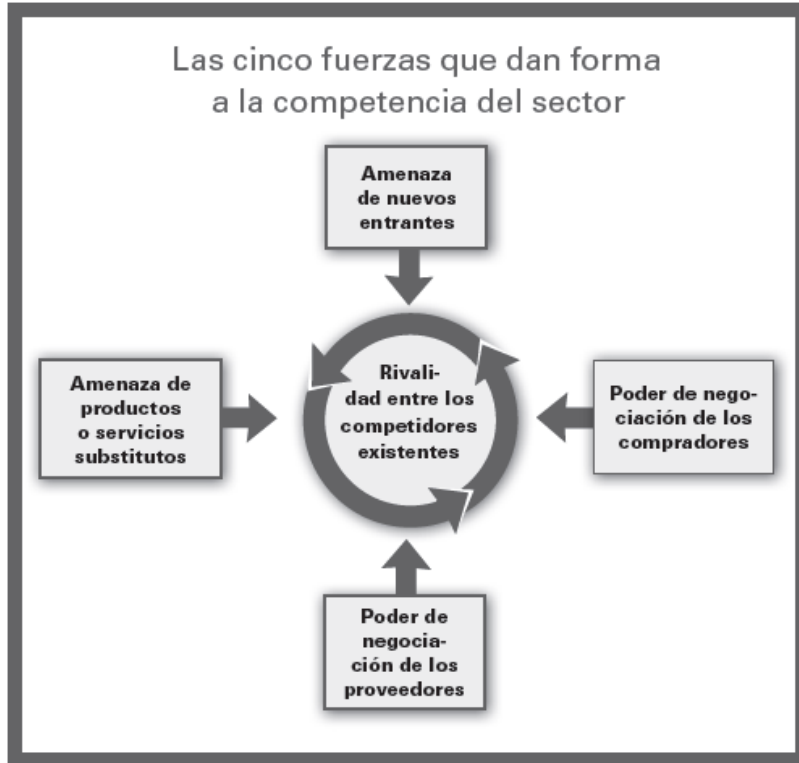 Las cinco fuerzas que dan forma
a la competencia del sector
Amenaza
de nuevos
entrantes
Amenaza de
productos
o servicios
substitutos
Rivali-
dad entre los
competidores
existentes
Poder de nego-
ciación de los
compradores
Poder de
negocia-
ción de los
proveedores